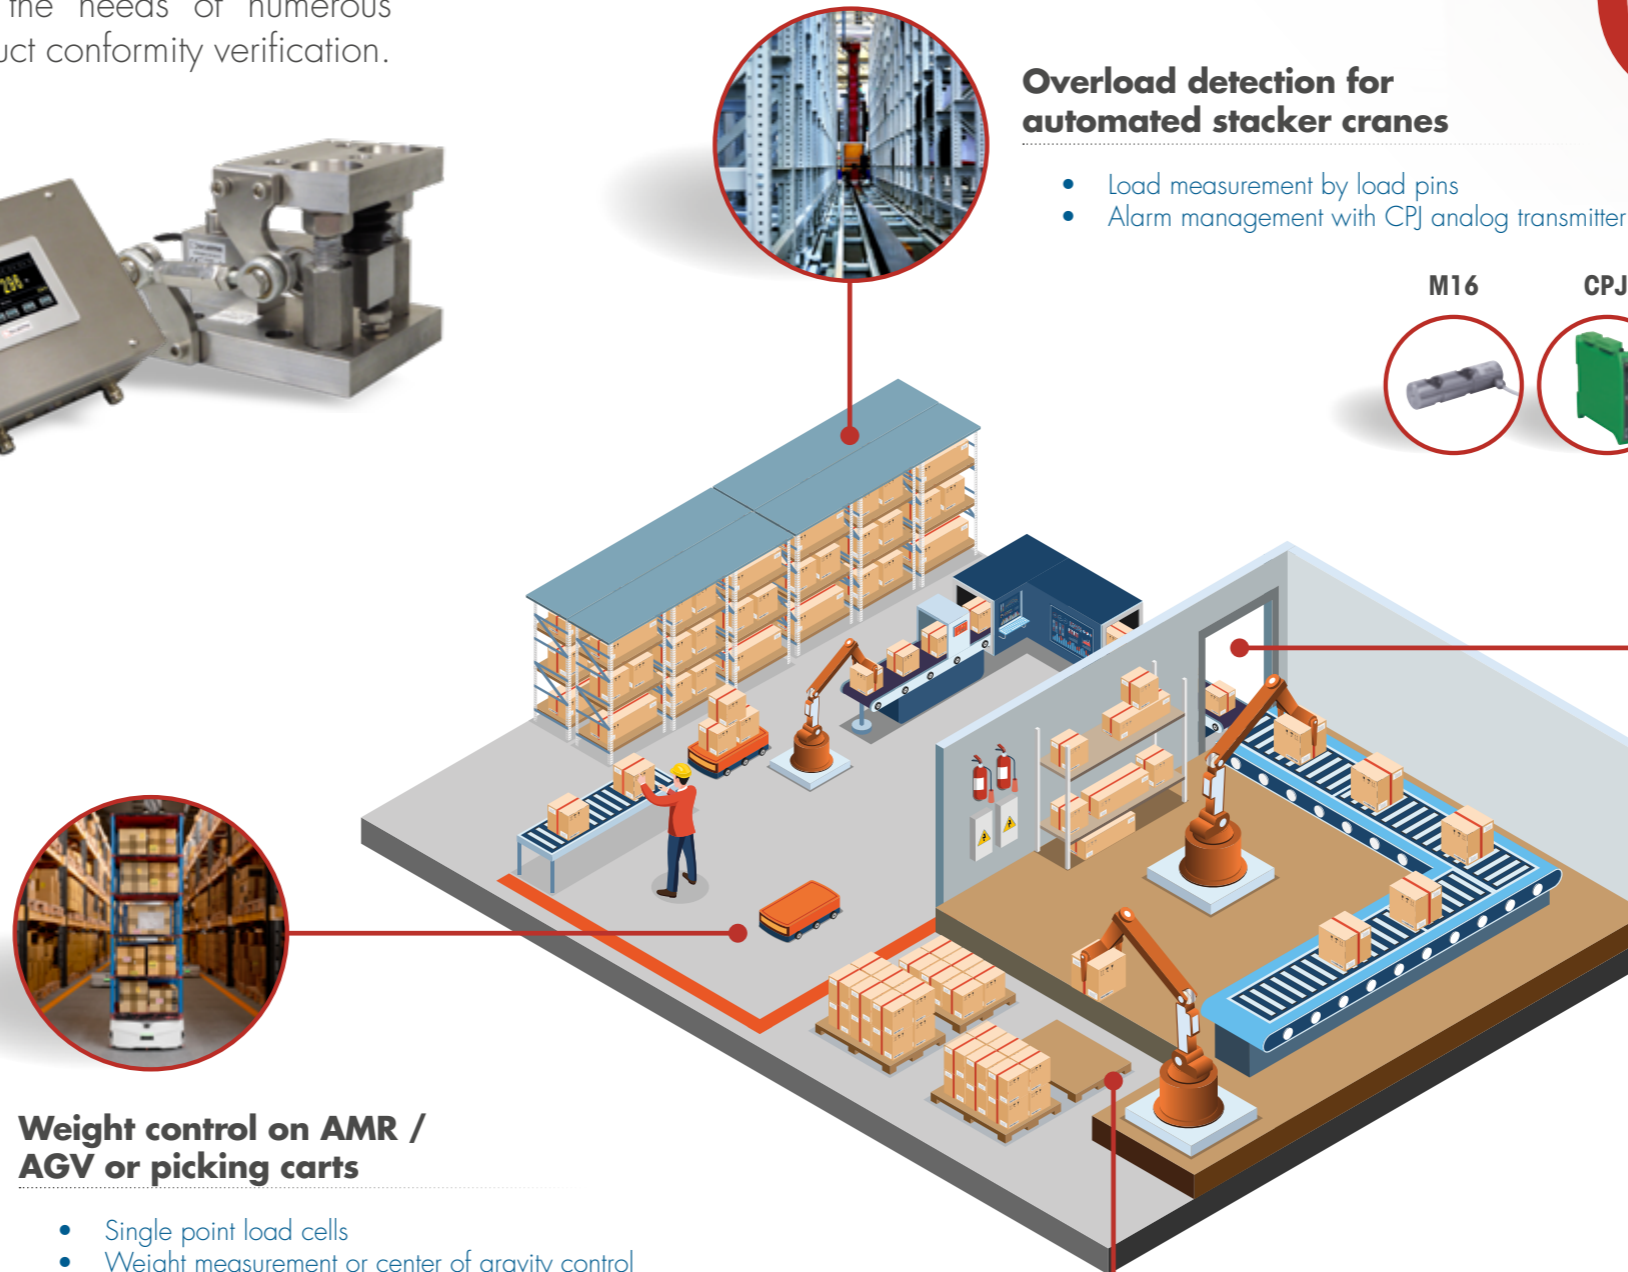 the needs of numerous
uct conformity verification.
Overload detection for
automated stacker cranes
• Load measurement by load pins
• Alarm management with CPJ analog transmitter
M16 CPJ
Weight control on AMR /
AGV or picking carts
• Single point load cells
• Weight measurement or center of gravity control